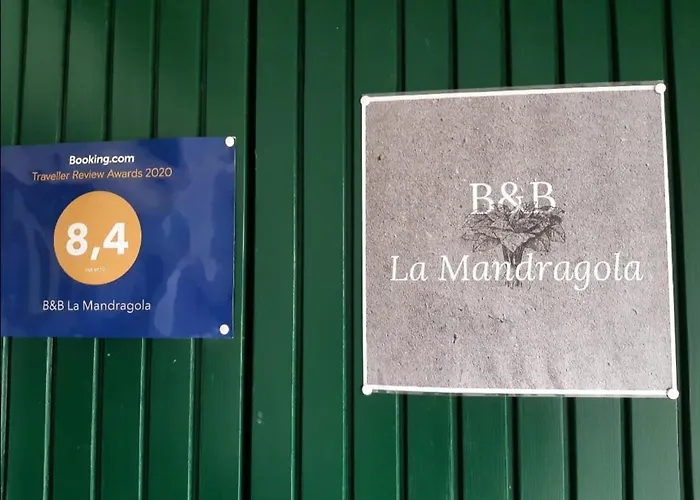 Booking.com
Traveller Review Awards 2020
8,4
B&B La Mandragola
B&B
La Mandragola